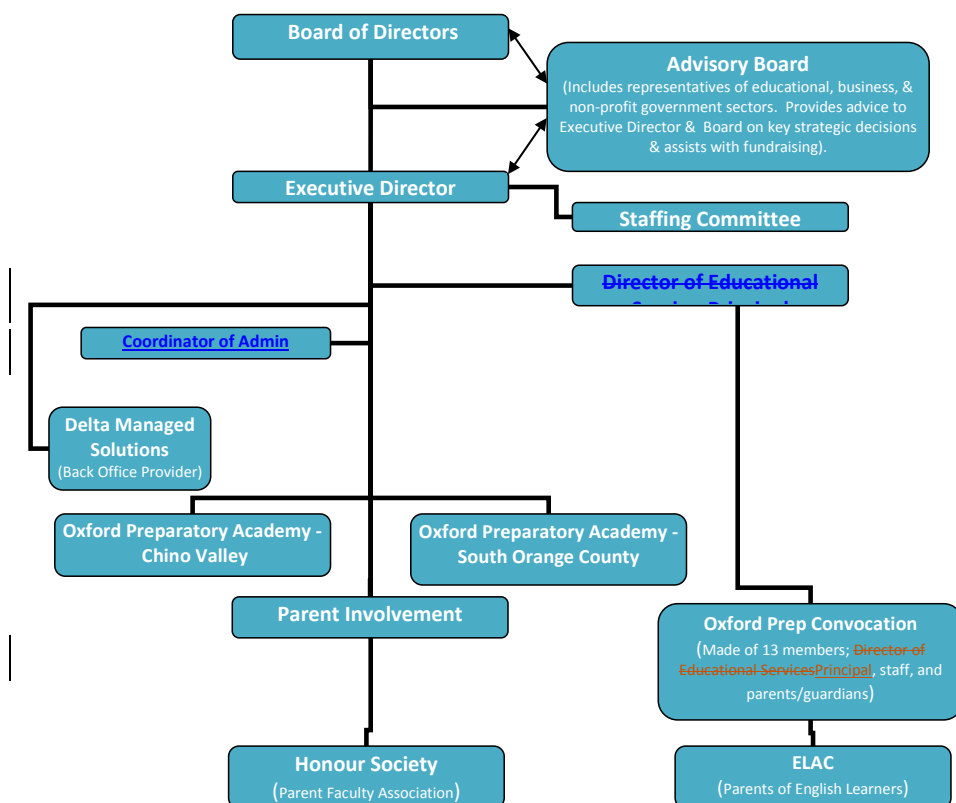 Board of Directors
Advisory Board
(Includes representatives of educational, business, &
non-profit government sectors. Provides advice to
Executive Director & Board on key strategic decisions
& assists with fundraising).
Executive Director
Staffing Committee
Director of Educational
Coordinator of Admin
Delta Managed
Solutions
(Back Office Provider)
Oxford Preparatory Academy -
Chino Valley
Oxford Preparatory Academy -
South Orange County
Parent Involvement
Oxford Prep Convocation
(Made of 13 members; Director of
Educational ServicesPrincipal, staff, and
parents/guardians)
Honour Society
(Parent Faculty Association)
ELAC
(Parents of English Learners)